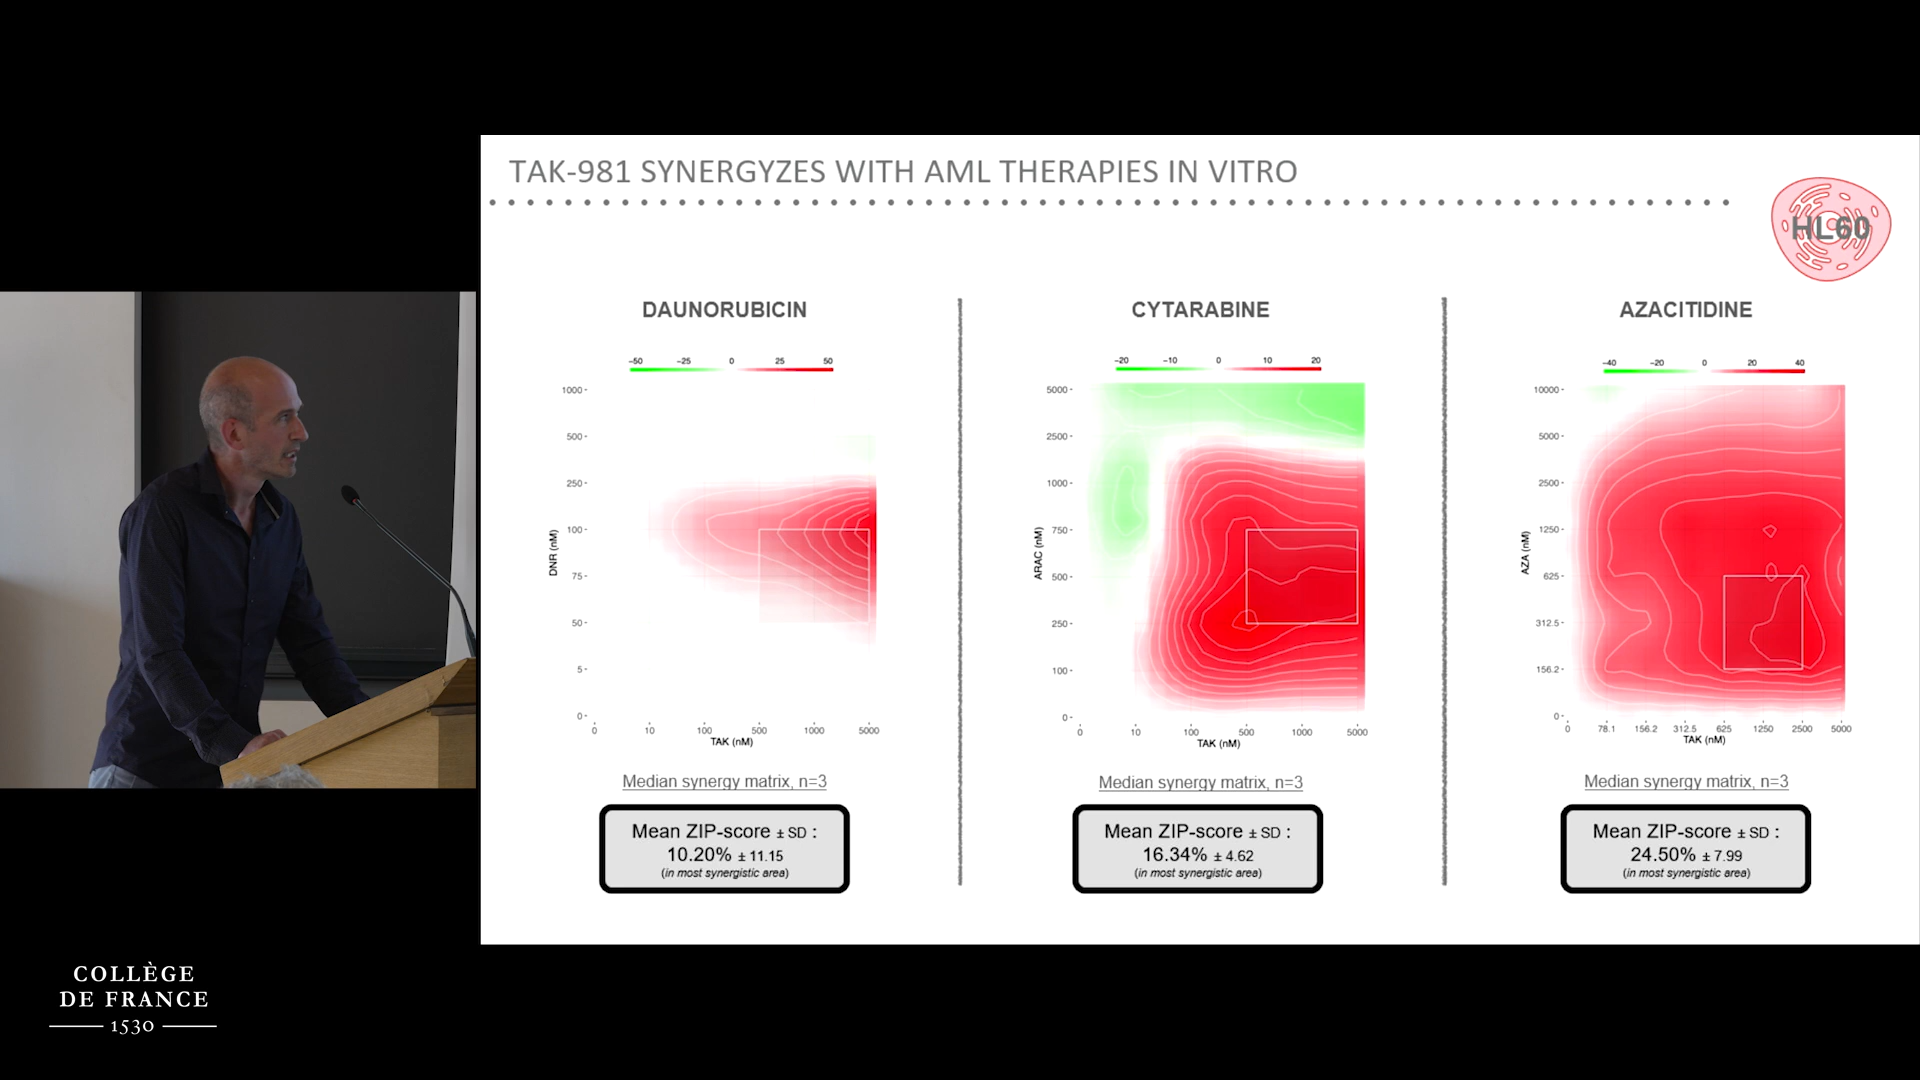 TAK-981 SYNERGYZES WITH AML THERAPIES IN VITRO
HL60
DAUNORUBICIN
-50 -25 0 25 50
1000
500
250
100
75
50
5
0
DNR (nM)
0 10 100 500 1000 5000
TAK (nM)
Median synergy matrix, n=3
Mean ZIP-score ± SD :
10.20% ± 11.15
(in most synergistic area)
CYTARABINE
-20 -10 0 10 20
5000
2500
1000
750
500
250
100
0
ARAC (nM)
0 10 100 500 1000 5000
TAK (nM)
Median synergy matrix, n=3
Mean ZIP-score ± SD :
16.34% ± 4.62
(in most synergistic area)
AZACITIDINE
-40 -20 0 20 40
10000
5000
2500
1250
625
312.5
156.2
0
AZA (nM)
0 78.1 156.2 312.5 625 1250 2500 5000
TAK (nM)
Median synergy matrix, n=3
Mean ZIP-score ± SD :
24.50% ± 7.99
(in most synergistic area)
COLLÈGE
DE FRANCE
1530